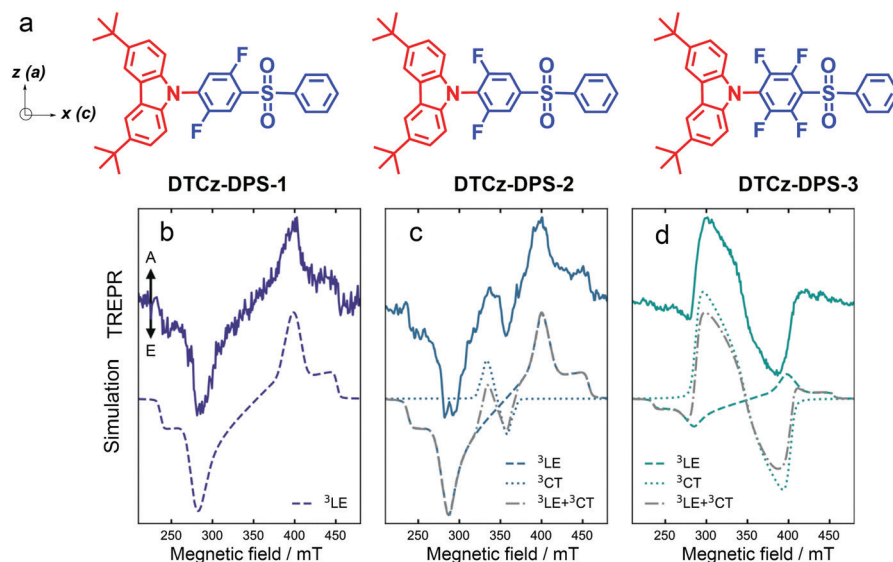 a
z (a)
x (c)
N
F
F
O
S
O
N
F
F
O
S
O
N
F
F
F
F
O
S
O
DTCz-DPS-1
DTCz-DPS-2
DTCz-DPS-3
b
c
d
A
E
TREPR
Simulation
³LE
³LE
³CT
³LE+³CT
³LE
³CT
³LE+³CT
250 300 350 400 450
250 300 350 400 450
250 300 350 400 450
Megnetic field / mT
Megnetic field / mT
Megnetic field / mT